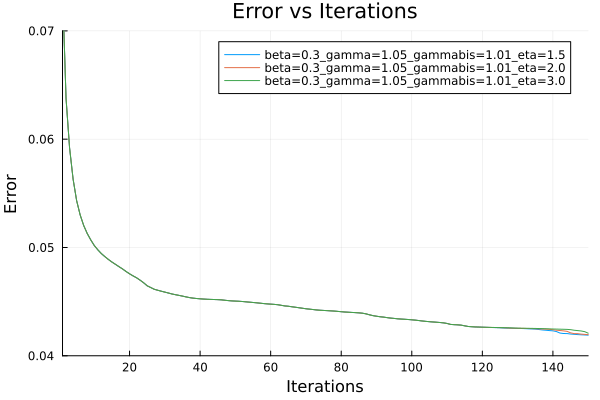 Error vs Iterations
0.07
beta=0.3_gamma=1.05_gammabis=1.01_eta=1.5
beta=0.3_gamma=1.05_gammabis=1.01_eta=2.0
beta=0.3_gamma=1.05_gammabis=1.01_eta=3.0
0.06
Error
0.05
0.04
20 40 60 80 100 120 140
Iterations